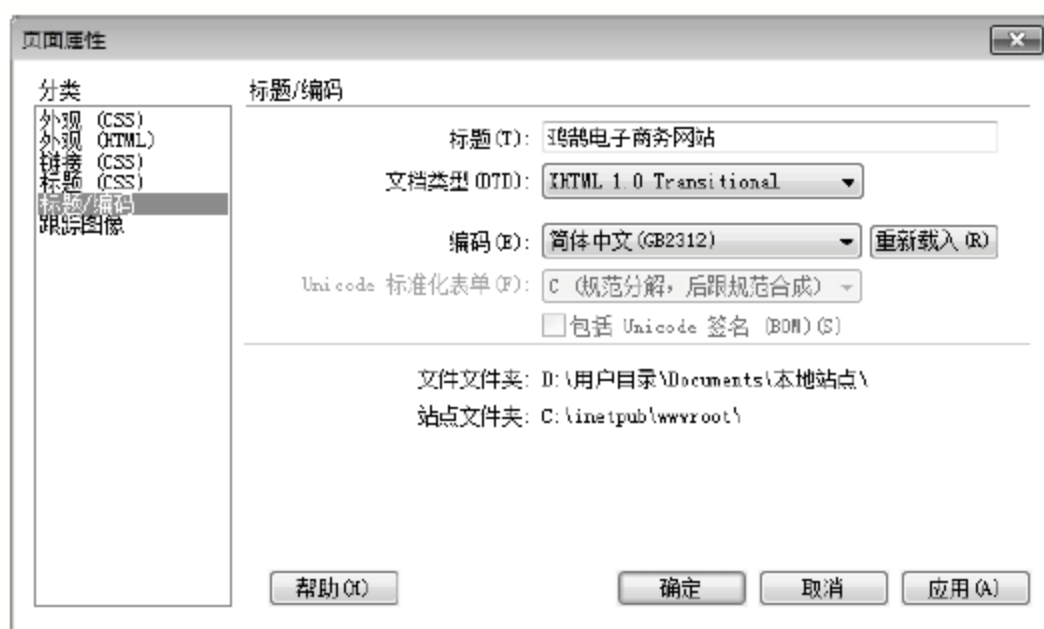 页面属性
分类
外观 (CSS)
外观 (HTML)
链接 (CSS)
标题 (CSS)
标题/编码
跟踪图像
标题/编码
标题(T): 鸿鹄电子商务网站
文档类型(DTD): XHTML 1.0 Transitional
编码(E): 简体中文(GB2312) 重新载入(R)
Unicode 标准化表单(F): C (规范分解，后跟规范合成)
包括 Unicode 签名 (BOM)(S)
文件文件夹: D:\用户目录\Documents\本地站点\
站点文件夹: C:\inetpub\wwwroot\
帮助(H) 确定 取消 应用(A)